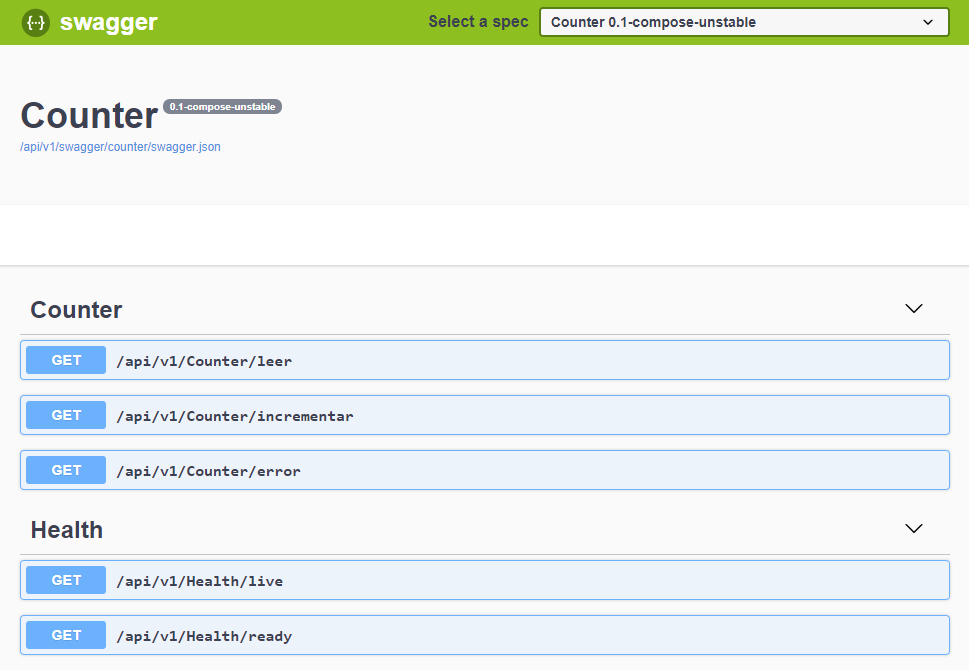 swagger
Select a spec
Counter 0.1-compose-unstable
Counter 0.1-compose-unstable
/api/v1/swagger/counter/swagger.json
Counter
GET /api/v1/Counter/leer
GET /api/v1/Counter/incrementar
GET /api/v1/Counter/error
Health
GET /api/v1/Health/live
GET /api/v1/Health/ready